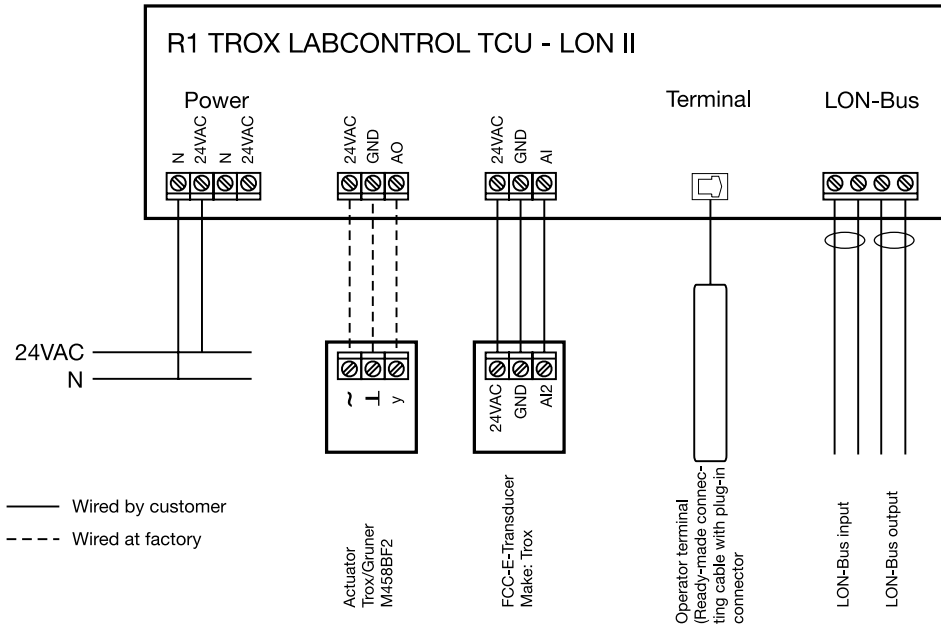 R1 TROX LABCONTROL TCU - LON II
Power
Terminal
LON-Bus
N
24VAC
N
24VAC
24VAC
GND
AO
24VAC
GND
AI
24VAC
N
~
⊥
y
24VAC
GND
AI2
Wired by customer
Wired at factory
Actuator
Trox/Gruner
M458BF2
FCC-E-Transducer
Make: Trox
Operator terminal
(Ready-made connec-
ting cable with plug-in
connector
LON-Bus input
LON-Bus output